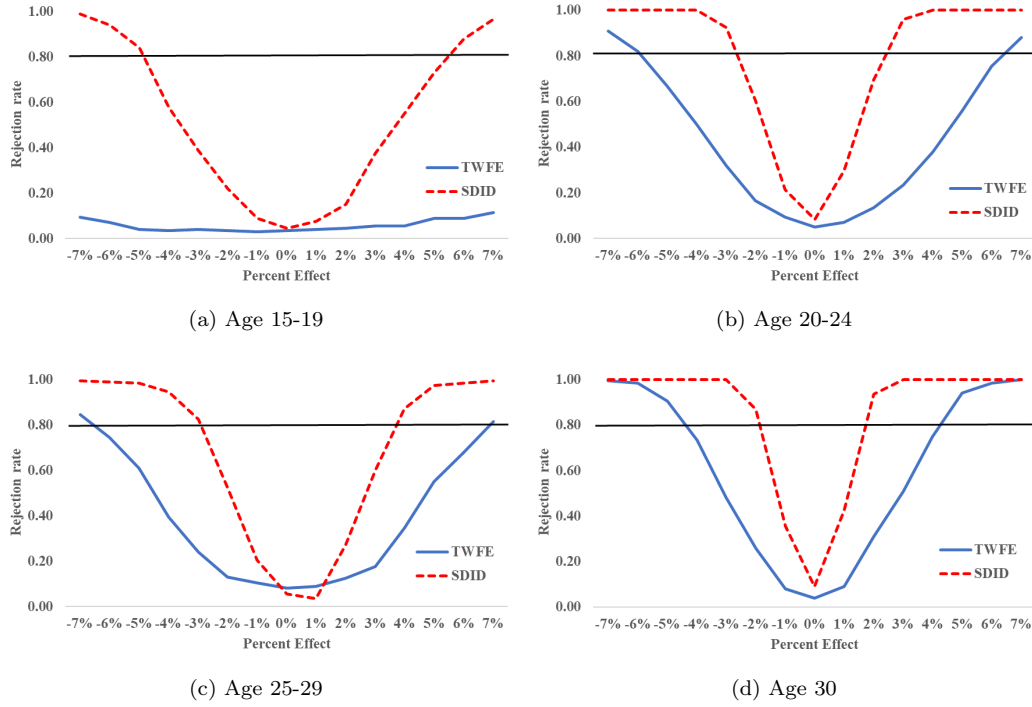 1.00
0.80
0.60
0.40
0.20
0.00
Rejection rate
TWFE
SDID
-7% -6% -5% -4% -3% -2% -1% 0% 1% 2% 3% 4% 5% 6% 7%
Percent Effect
(a) Age 15-19
1.00
0.80
0.60
0.40
0.20
0.00
Rejection rate
TWFE
SDID
-7% -6% -5% -4% -3% -2% -1% 0% 1% 2% 3% 4% 5% 6% 7%
Percent Effect
(b) Age 20-24
1.00
0.80
0.60
0.40
0.20
0.00
Rejection rate
TWFE
SDID
-7% -6% -5% -4% -3% -2% -1% 0% 1% 2% 3% 4% 5% 6% 7%
Percent Effect
(c) Age 25-29
1.00
0.80
0.60
0.40
0.20
0.00
Rejection rate
TWFE
SDID
-7% -6% -5% -4% -3% -2% -1% 0% 1% 2% 3% 4% 5% 6% 7%
Percent Effect
(d) Age 30